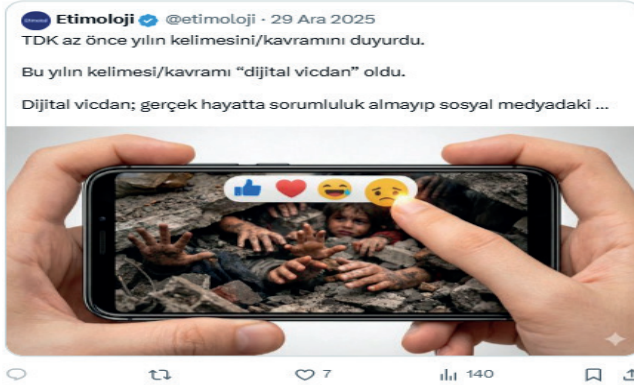 Etimoloji @etimoloji · 29 Ara 2025
TDK az önce yılın kelimesini/kavramını duyurdu.
Bu yılın kelimesi/kavramı “dijital vicdan” oldu.
Dijital vicdan; gerçek hayatta sorumluluk almayıp sosyal medyadaki ...
7
140